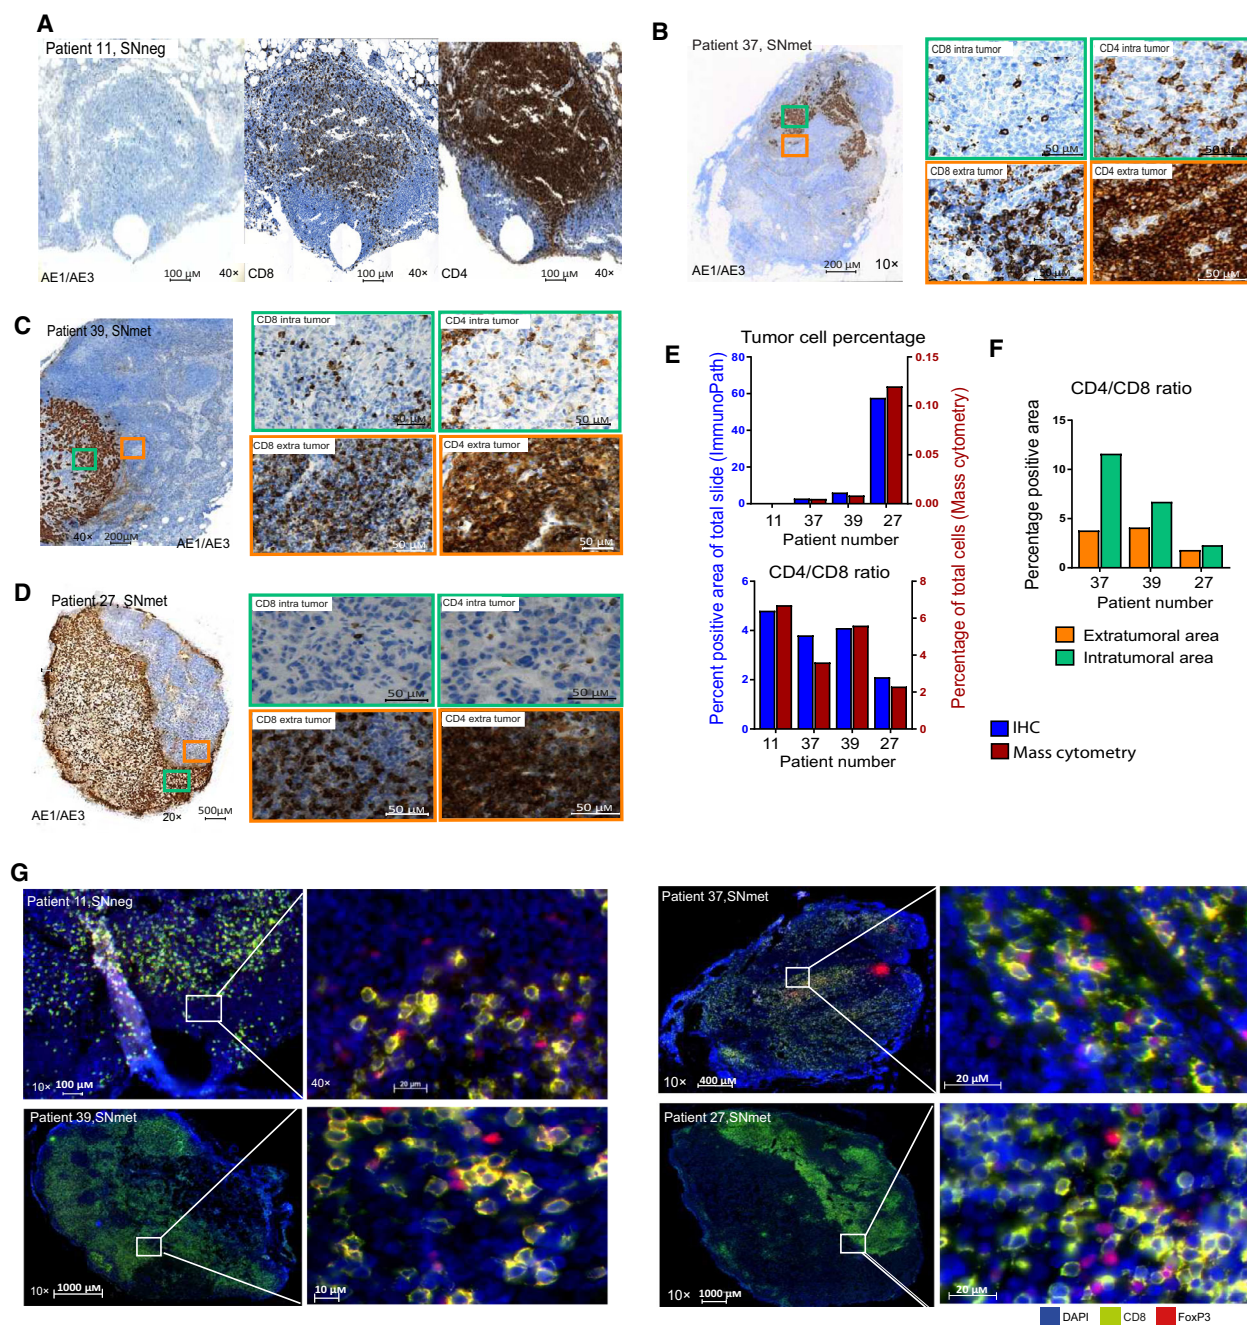 A
Patient 11, SNneg
AE1/AE3
100 µM
40×
CD8
100 µM
40×
CD4
100 µM
40×
B
Patient 37, SNmet
AE1/AE3
200 µM
10×
CD8 intra tumor
50 µM
CD4 intra tumor
50 µM
CD8 extra tumor
50 µM
CD4 extra tumor
50 µM
C
Patient 39, SNmet
40×
200µM
AE1/AE3
CD8 intra tumor
50 µM
CD4 intra tumor
50 µM
CD8 extra tumor
50 µM
CD4 extra tumor
50 µM
D
Patient 27, SNmet
AE1/AE3
20×
500µM
CD8 intra tumor
50 µM
CD4 intra tumor
50 µM
CD8 extra tumor
50 µM
CD4 extra tumor
50 µM
E
Tumor cell percentage
80
60
40
20
0
0.15
0.10
0.05
0.00
11 37 39 27
Patient number
CD4/CD8 ratio
6
4
2
0
8
6
4
2
0
11 37 39 27
Patient number
Percent positive area of total slide (ImmunoPath)
Percentage of total cells (Mass cytometry)
IHC
Mass cytometry
F
CD4/CD8 ratio
Percentage positive area
15
10
5
0
37 39 27
Patient number
Extratumoral area
Intratumoral area
G
Patient 11,SNneg
10×
100 µM
40×
20 µm
Patient 37,SNmet
10×
400 µM
20 µM
Patient 39,SNmet
10×
1000 µM
10 µM
Patient 27,SNmet
10×
1000 µM
20 µM
DAPI CD8 FoxP3